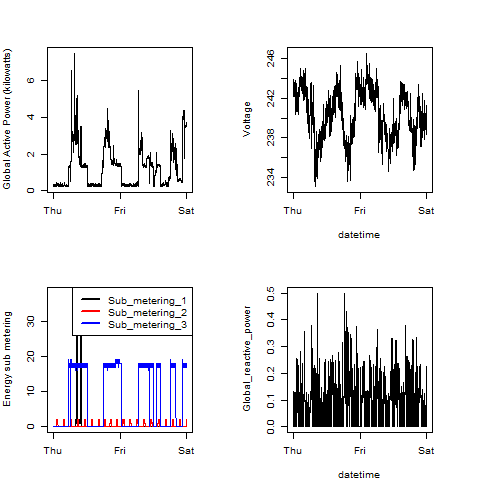 Global Active Power (kilowatts)
0 2 4 6
Thu Fri Sat
Voltage
234 238 242 246
Thu Fri Sat
datetime
Energy sub metering
0 10 20 30
Sub_metering_1
Sub_metering_2
Sub_metering_3
Thu Fri Sat
Global_reactive_power
0.0 0.1 0.2 0.3 0.4 0.5
Thu Fri Sat
datetime